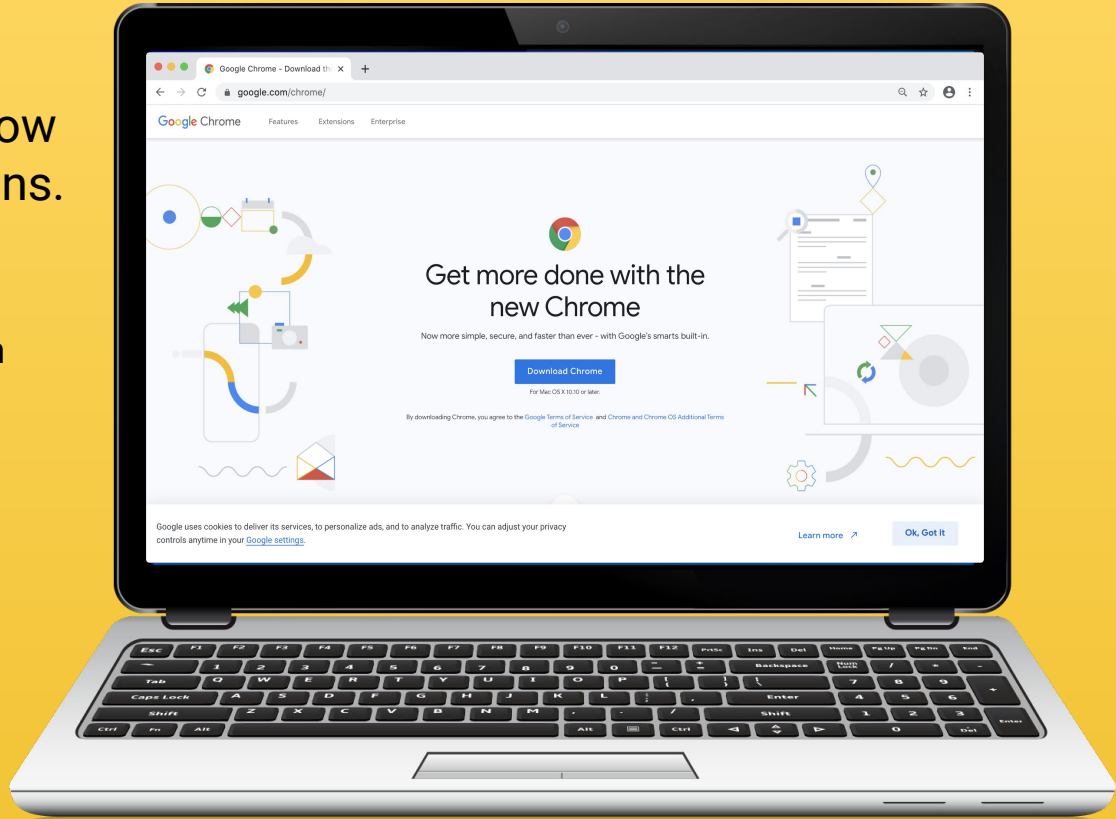 ow
ns.
Google Chrome - Download th
google.com/chrome/
Google Chrome Features Extensions Enterprise
Get more done with the
new Chrome
Now more simple, secure, and faster than ever - with Google's smarts built-in.
Download Chrome
For Mac OS X 10.10 or later.
By downloading Chrome, you agree to the Google Terms of Service and Chrome and Chrome OS Additional Terms
of Service
Google uses cookies to deliver its services, to personalize ads, and to analyze traffic. You can adjust your privacy
controls anytime in your Google settings.
Learn more Ok, Got It
Esc F1 F2 F3 F4 F5 F6 F7 F8 F9 F10 F11 F12 PrtSc Ins Del Home Pg Up Pg Dn End
1 2 3 4 5 6 7 8 9 0 Backspace Num Lock / * -
Tab Q W E R T Y U I O P 7 8 9 +
Caps Lock A S D F G H J K L Enter 4 5 6
Shift Z X C V B N M Shift 1 2 3 Enter
Ctrl Fn Alt Alt Ctrl 0 Del